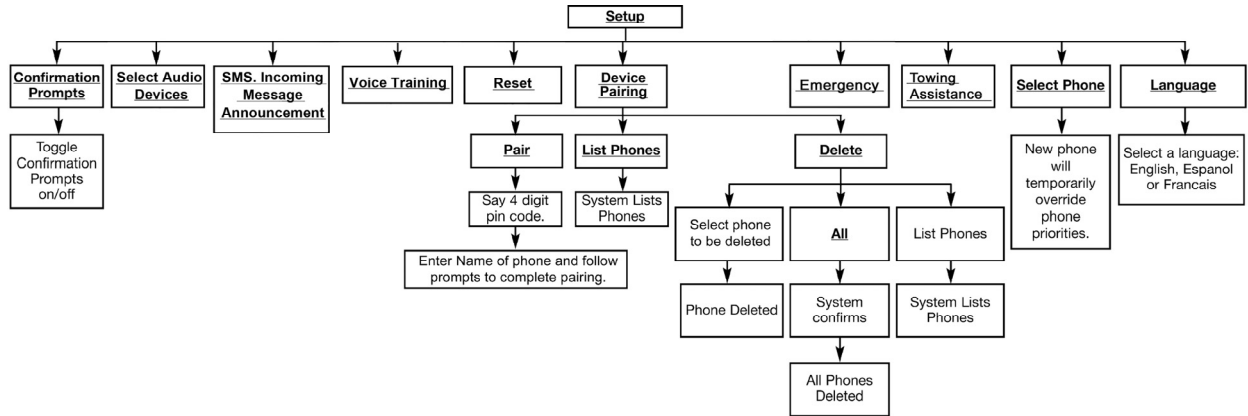 Setup
Confirmation
Prompts
Select Audio
Devices
SMS. Incoming
Message
Announcement
Voice Training
Reset
Device
Pairing
Emergency
Towing
Assistance
Select Phone
Language
Toggle
Confirmation
Prompts
on/off
Pair
List Phones
Delete
New phone
will
temporarily
override
phone
priorities.
Select a language:
English, Espanol
or Francais
Say 4 digit
pin code.
System Lists
Phones
Enter Name of phone and follow
prompts to complete pairing.
Select phone
to be deleted
All
List Phones
Phone Deleted
System
confirms
System Lists
Phones
All Phones
Deleted